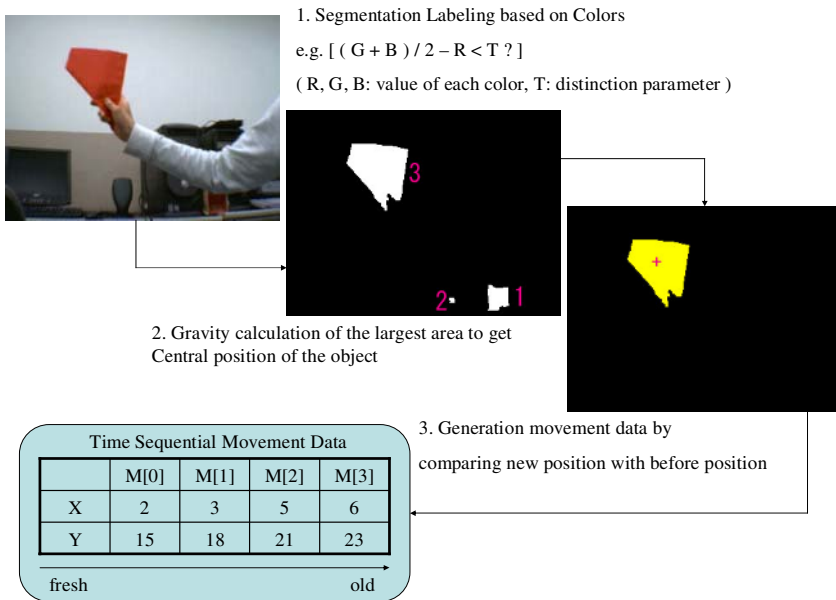 1. Segmentation Labeling based on Colors
e.g. [ ( G + B ) / 2 – R < T ? ]
( R, G, B: value of each color, T: distinction parameter )
3
2
1
2. Gravity calculation of the largest area to get
Central position of the object
3. Generation movement data by
comparing new position with before position
Time Sequential Movement Data
M[0] M[1] M[2] M[3]
X 2 3 5 6
Y 15 18 21 23
fresh old